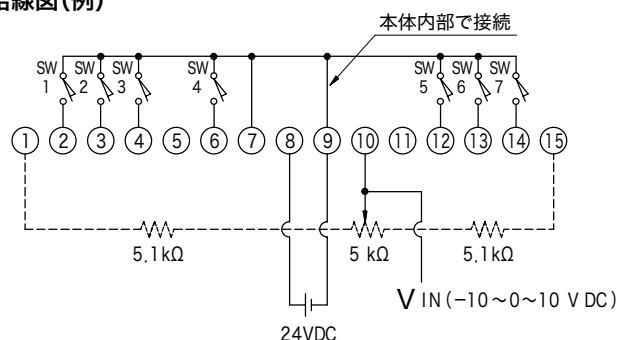 結線図(例)
本体内部で接続
SW 1
SW 2
SW 3
SW 4
SW 5
SW 6
SW 7
1 2 3 4 5 6 7 8 9 10 11 12 13 14 15
5.1kΩ
5 kΩ
5.1kΩ
V IN(−10～0～10 V DC)
24VDC